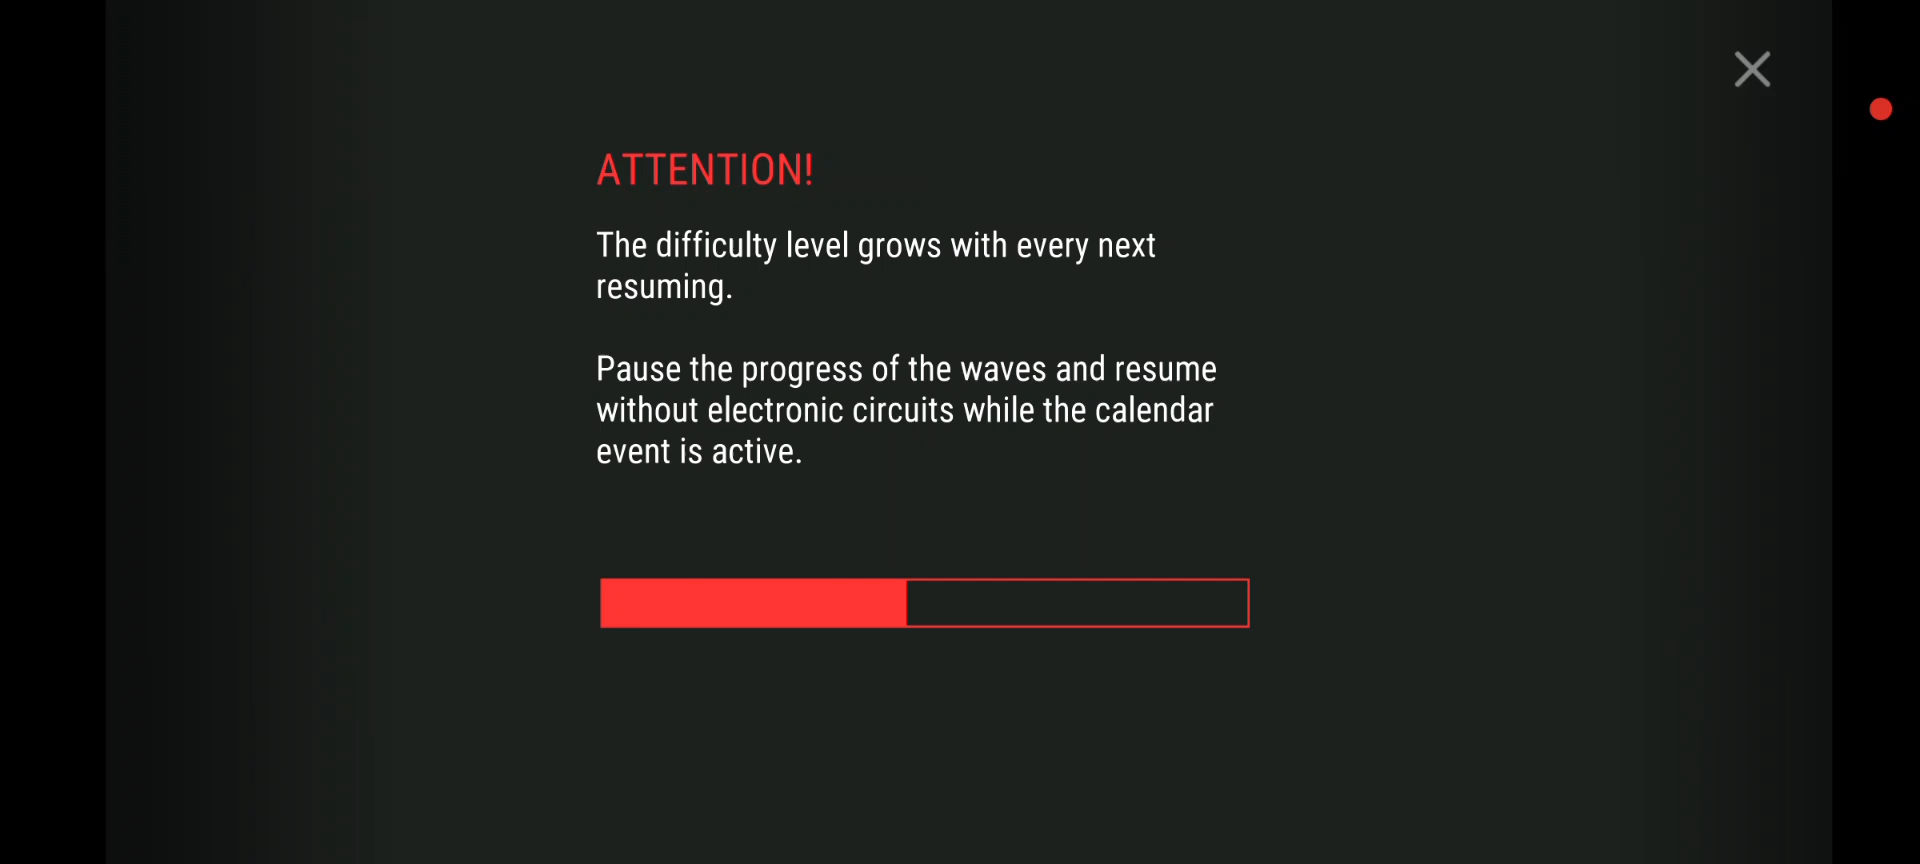 ATTENTION!
The difficulty level grows with every next
resuming.
Pause the progress of the waves and resume
without electronic circuits while the calendar
event is active.